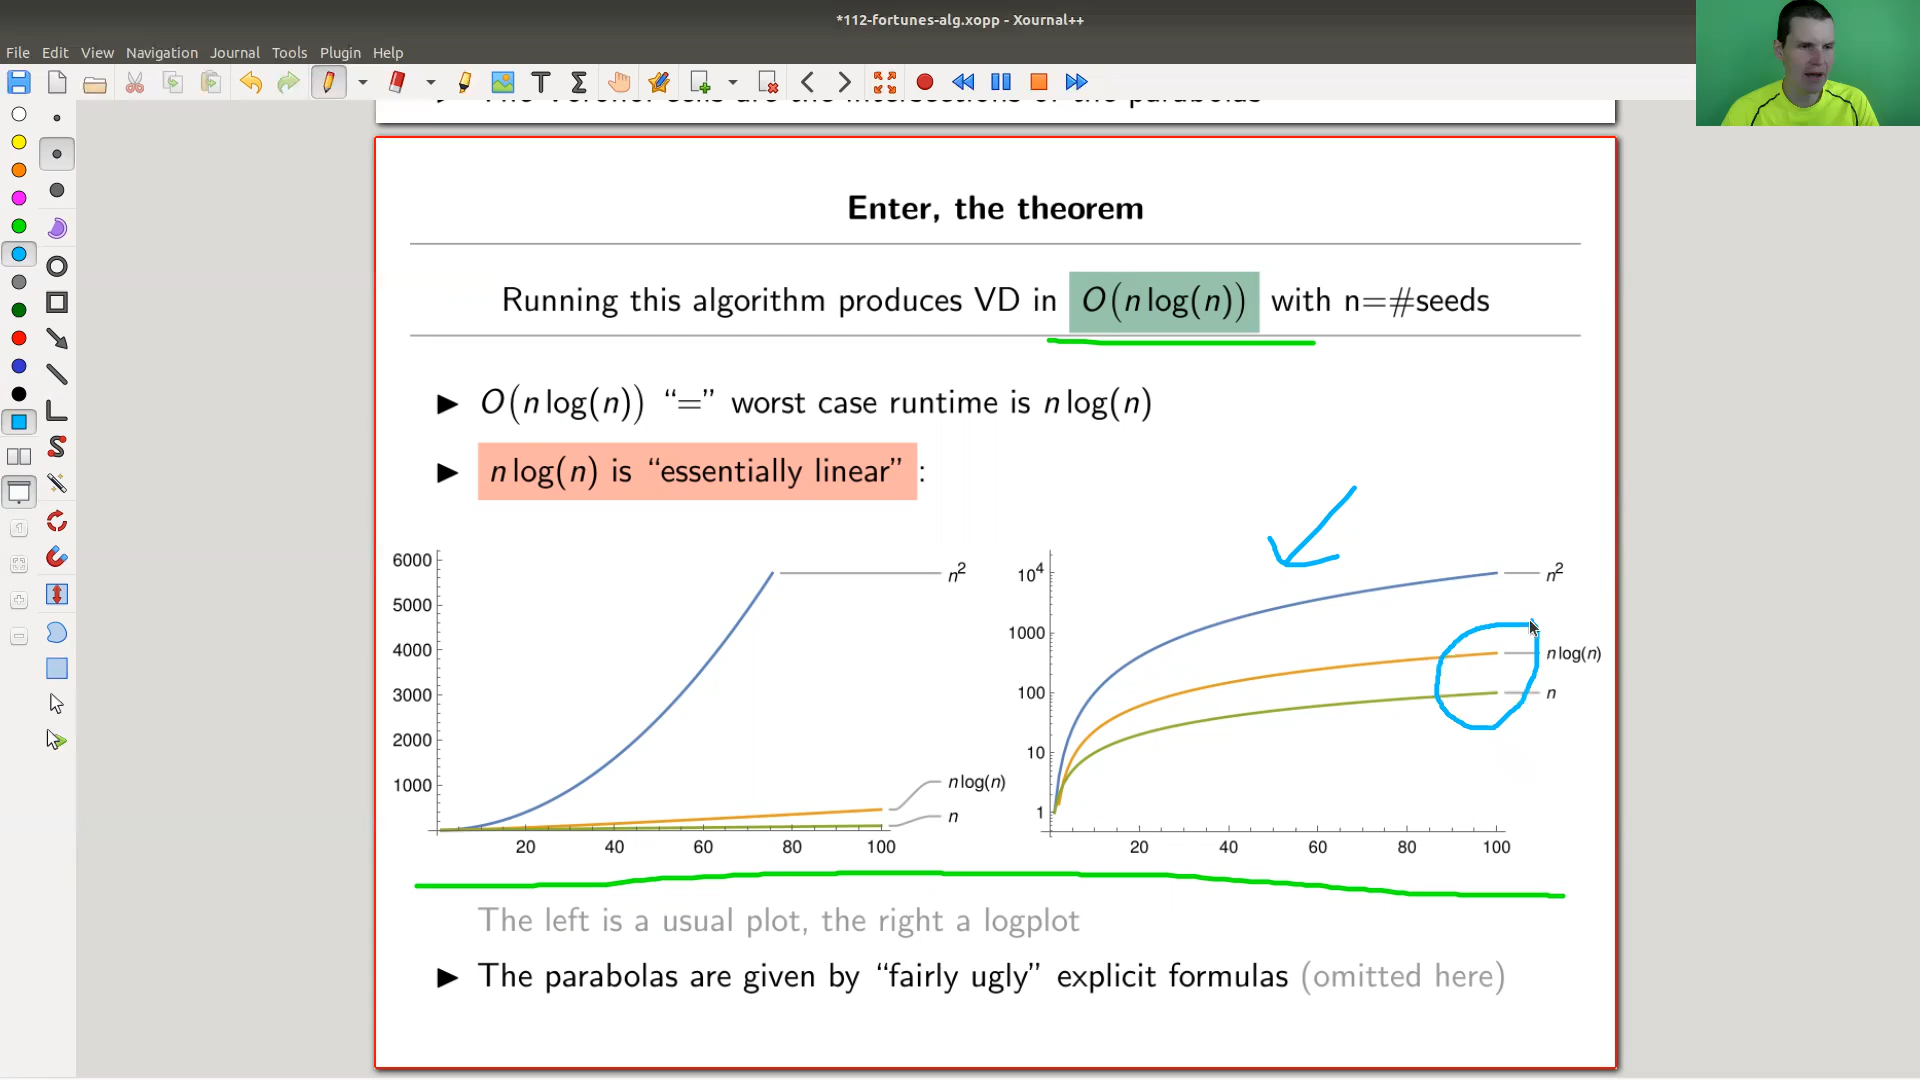 *112-fortunes-alg.xopp - Xournal++
File Edit View Navigation Journal Tools Plugin Help
Enter, the theorem
Running this algorithm produces VD in O(n log(n)) with n=#seeds
► O(n log(n)) “=” worst case runtime is n log(n)
► n log(n) is “essentially linear” :
6000
5000
4000
3000
2000
1000
20 40 60 80 100
n²
n log(n)
n
10⁴
1000
100
10
1
20 40 60 80 100
n²
n log(n)
n
The left is a usual plot, the right a logplot
► The parabolas are given by “fairly ugly” explicit formulas (omitted here)